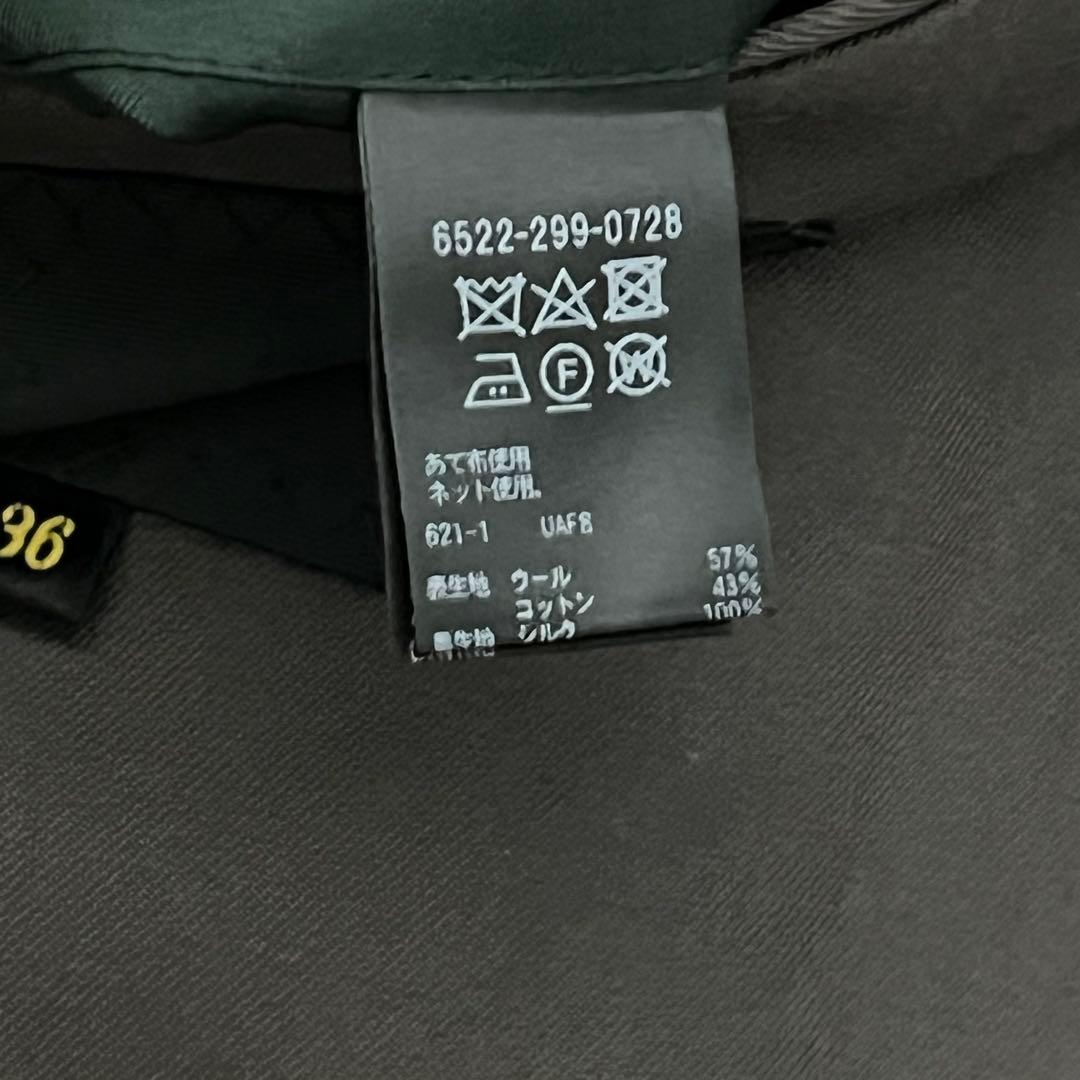 6522-299-0728
F
W
あて布使用
ネット使用。
621-1 UAF8
表生地 ウール 57%
コットン 43%
裏生地 シルク 100%
36